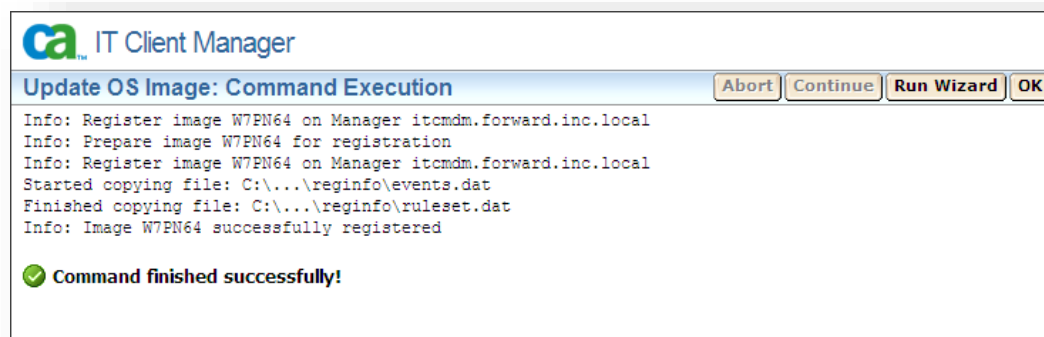 ca™ IT Client Manager
Update OS Image: Command Execution Abort Continue Run Wizard OK
Info: Register image W7PN64 on Manager itcmdm.forward.inc.local
Info: Prepare image W7PN64 for registration
Info: Register image W7PN64 on Manager itcmdm.forward.inc.local
Started copying file: C:\...\reginfo\events.dat
Finished copying file: C:\...\reginfo\ruleset.dat
Info: Image W7PN64 successfully registered
Command finished successfully!